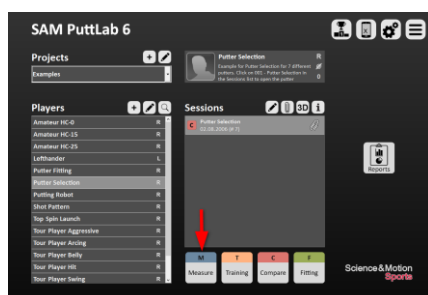 SAM PuttLab 6
Projects
Examples
Putter Selection R
Example for Putter Selection for 7 different
putters. Click on 001 - Putter Selection in
the Sessions list to open the putter
Players
Amateur HC-0 R
Amateur HC-15 R
Amateur HC-25 R
Lefthander L
Putter Fitting R
Putter Selection R
Putting Robot R
Shot Pattern R
Top Spin Launch R
Tour Player Aggressive R
Tour Player Arcing R
Tour Player Belly R
Tour Player Hit R
Tour Player Swing R
Sessions
3D i
C Putter Selection
02.08.2006 (# 7)
Reports
M T C F
Measure Training Compare Fitting
Science&Motion
Sports